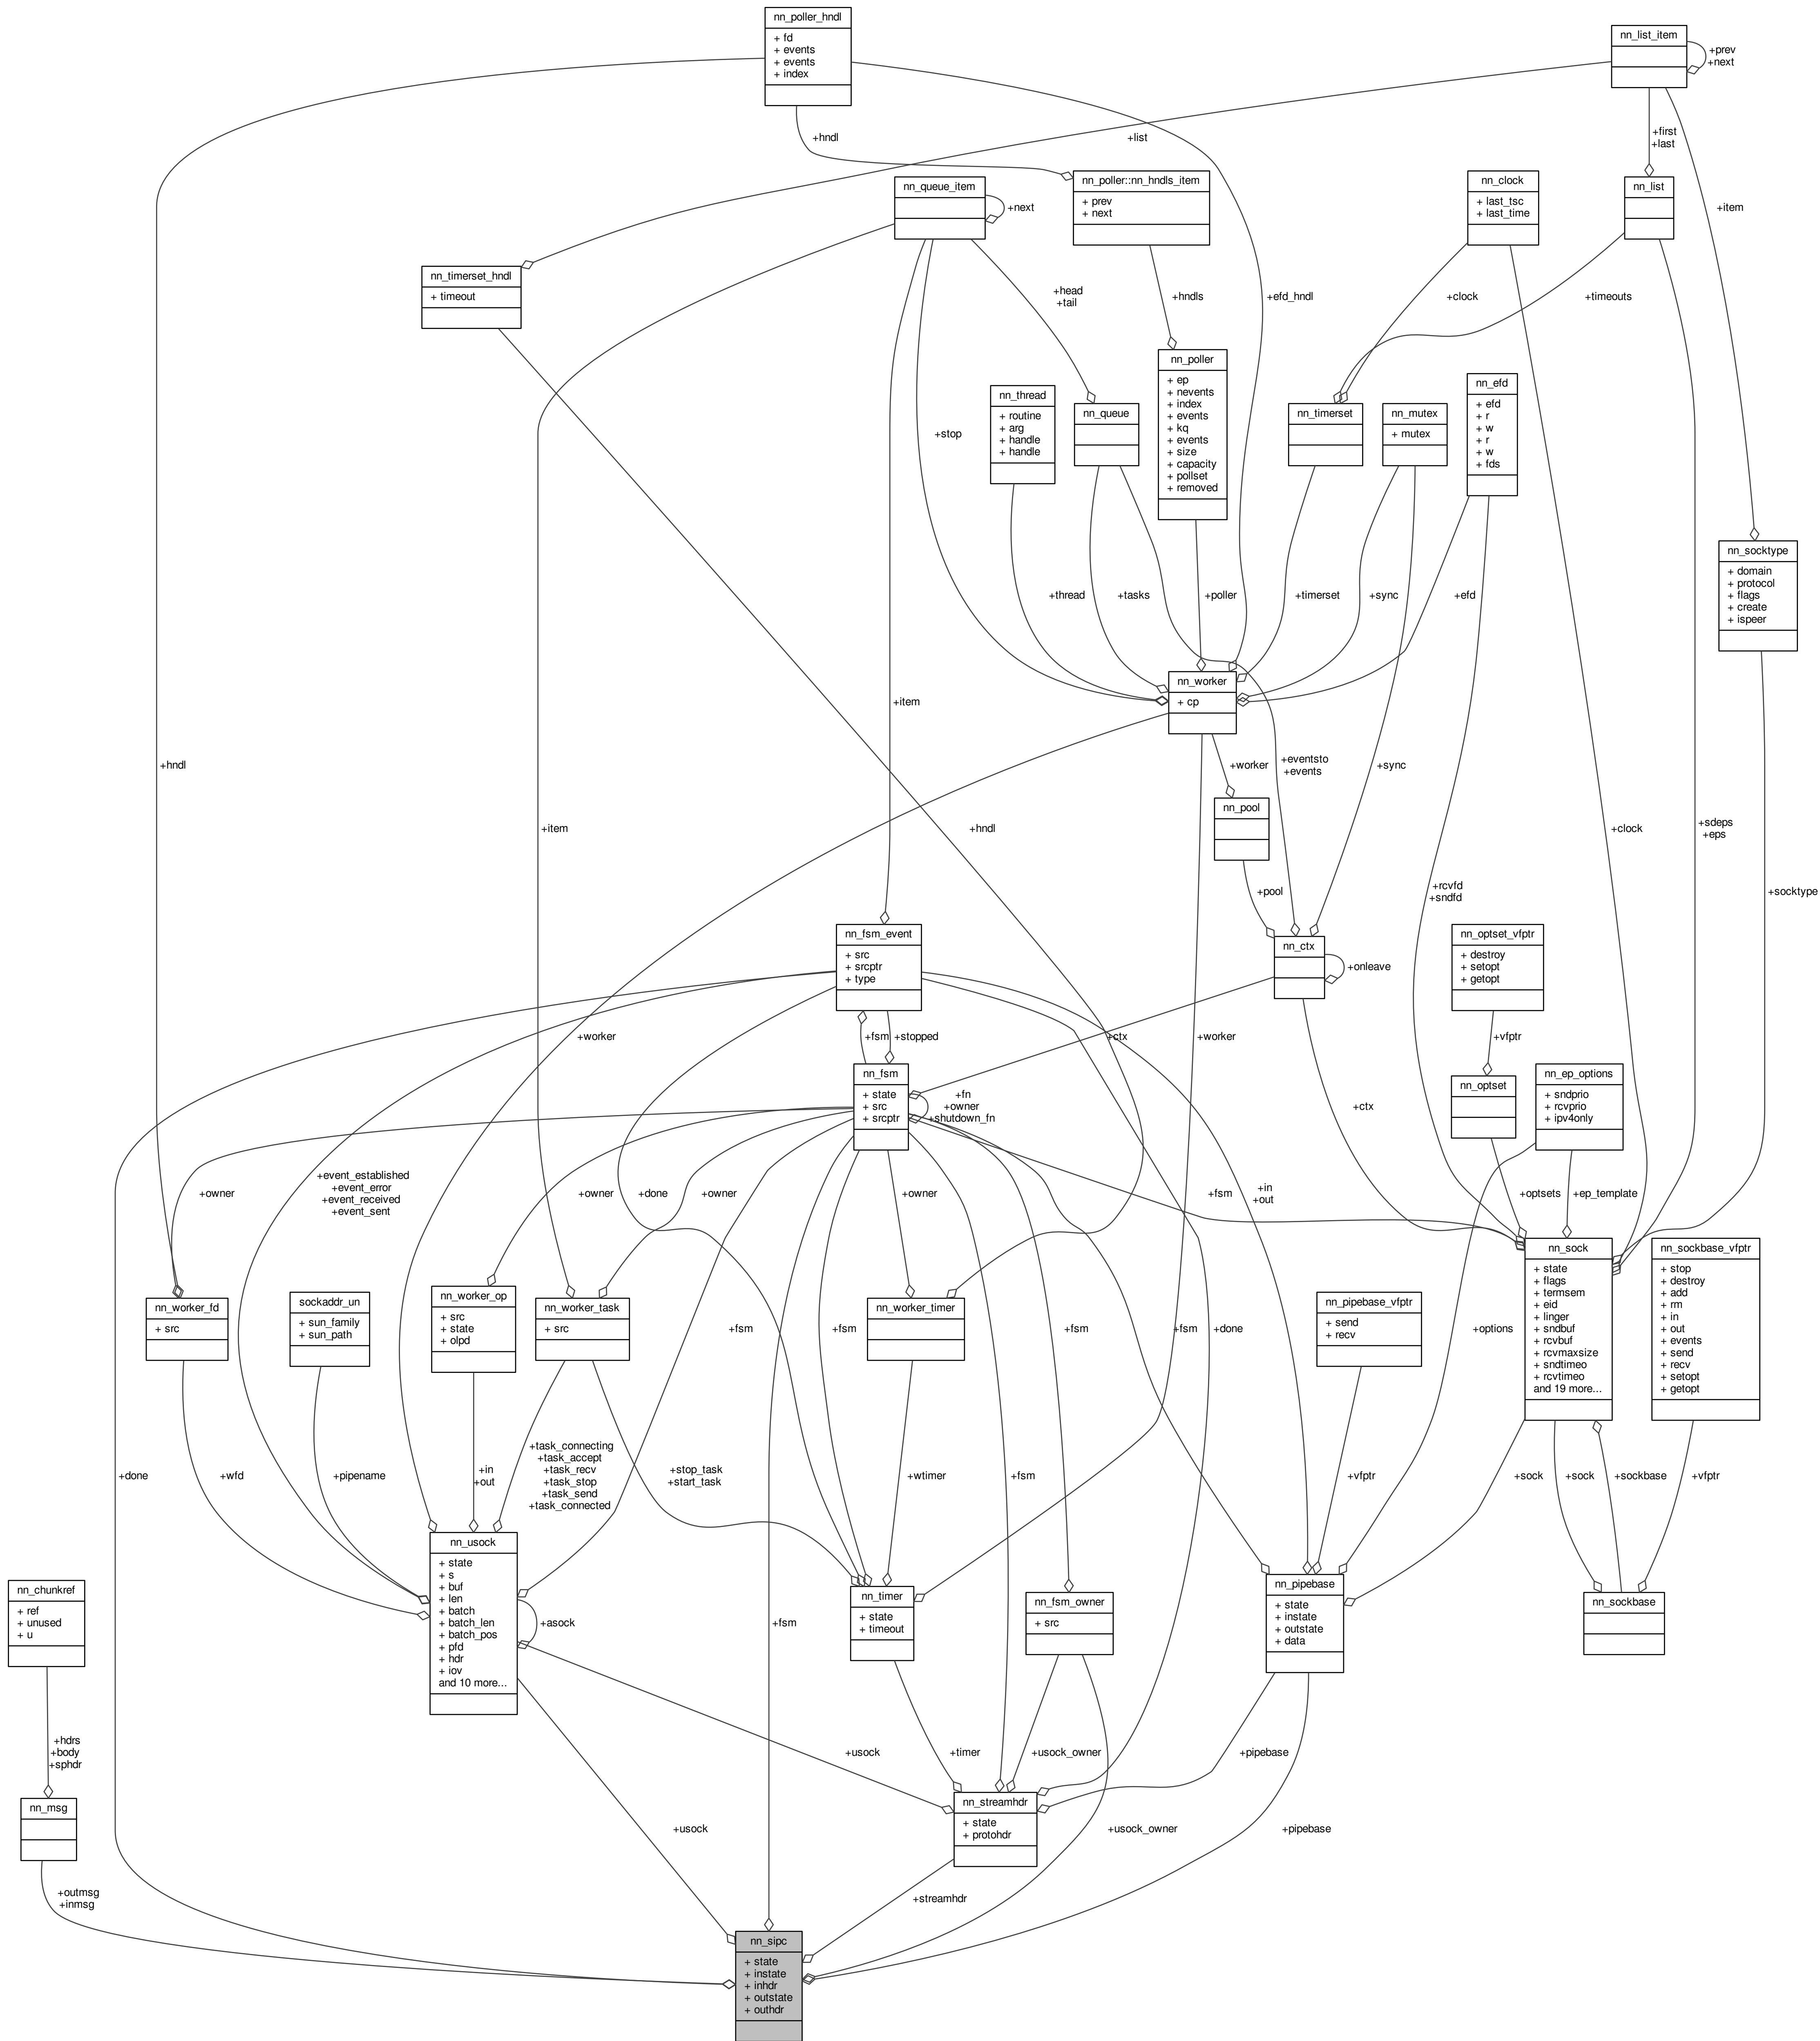 nn_poller_hndl
+ fd
+ events
+ events
+ index
nn_list_item
+prev
+next
+hndl
+list
+first
+last
nn_queue_item
+next
nn_poller::nn_hndls_item
+ prev
+ next
nn_clock
+ last_tsc
+ last_time
nn_list
+item
nn_timerset_hndl
+ timeout
+head
+tail
+hndls
+efd_hndl
+clock
+timeouts
nn_poller
+ ep
+ nevents
+ index
+ events
+ kq
+ events
+ size
+ capacity
+ pollset
+ removed
nn_thread
+ routine
+ arg
+ handle
+ handle
nn_queue
nn_timerset
nn_mutex
+ mutex
nn_efd
+ efd
+ r
+ w
+ r
+ w
+ fds
+stop
nn_socktype
+ domain
+ protocol
+ flags
+ create
+ ispeer
+thread
+tasks
+poller
+timerset
+sync
+efd
nn_worker
+ cp
+item
+hndl
+worker
+eventsto
+events
+sync
+item
+hndl
nn_pool
+clock
+sdeps
+eps
+pool
+rcvfd
+sndfd
+socktype
nn_fsm_event
+ src
+ srcptr
+ type
nn_ctx
+onleave
nn_optset_vfptr
+ destroy
+ setopt
+ getopt
+worker
+fsm
+stopped
+ctx
+worker
+vfptr
nn_fsm
+ state
+ src
+ srcptr
+fn
+owner
+shutdown_fn
nn_optset
nn_ep_options
+ sndprio
+ rcvprio
+ ipv4only
+ctx
+owner
+event_established
+event_error
+event_received
+event_sent
+owner
+done
+owner
+owner
+fsm
+in
+out
+optsets
+ep_template
nn_worker_fd
+ src
sockaddr_un
+ sun_family
+ sun_path
nn_worker_op
+ src
+ state
+ olpd
nn_worker_task
+ src
nn_worker_timer
nn_pipebase_vfptr
+ send
+ recv
nn_sock
+ state
+ flags
+ termsem
+ eid
+ linger
+ sndbuf
+ rcvbuf
+ rcvmaxsize
+ sndtimeo
+ rcvtimeo
and 19 more...
nn_sockbase_vfptr
+ stop
+ destroy
+ add
+ rm
+ in
+ out
+ events
+ send
+ recv
+ setopt
+ getopt
+fsm
+fsm
+fsm
+fsm
+done
+options
+done
+wfd
+pipename
+in
+out
+task_connecting
+task_accept
+task_recv
+task_stop
+task_send
+task_connected
+stop_task
+start_task
+wtimer
+fsm
+vfptr
+sock
+sock
+sockbase
+vfptr
nn_usock
+ state
+ s
+ buf
+ len
+ batch
+ batch_len
+ batch_pos
+ pfd
+ hdr
+ iov
and 10 more...
+asock
nn_chunkref
+ ref
+ unused
+ u
+fsm
nn_timer
+ state
+ timeout
nn_fsm_owner
+ src
nn_pipebase
+ state
+ instate
+ outstate
+ data
nn_sockbase
+hdrs
+body
+sphdr
+usock
+timer
+usock_owner
+pipebase
nn_msg
nn_streamhdr
+ state
+ protohdr
+usock
+usock_owner
+pipebase
+outmsg
+inmsg
+streamhdr
nn_sipc
+ state
+ instate
+ inhdr
+ outstate
+ outhdr